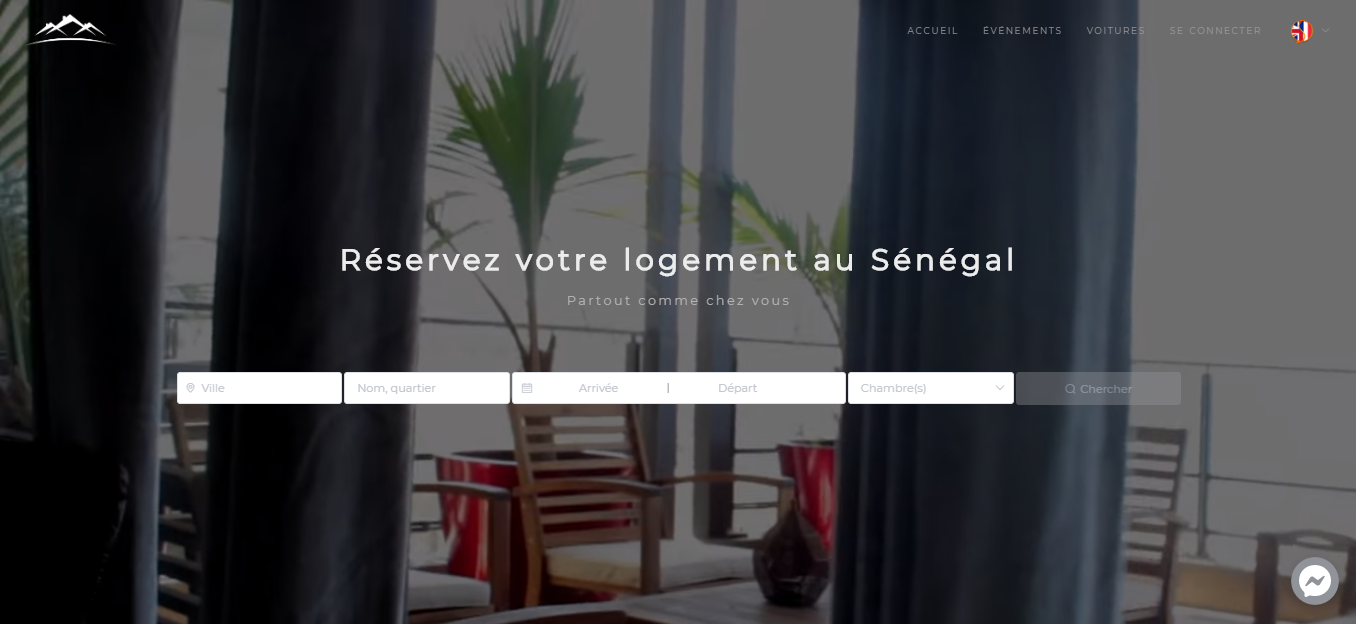 ACCUEIL ÉVÉNEMENTS VOITURES SE CONNECTER
Réservez votre logement au Sénégal
Partout comme chez vous
Ville Nom, quartier Arrivée | Départ Chambre(s) Chercher